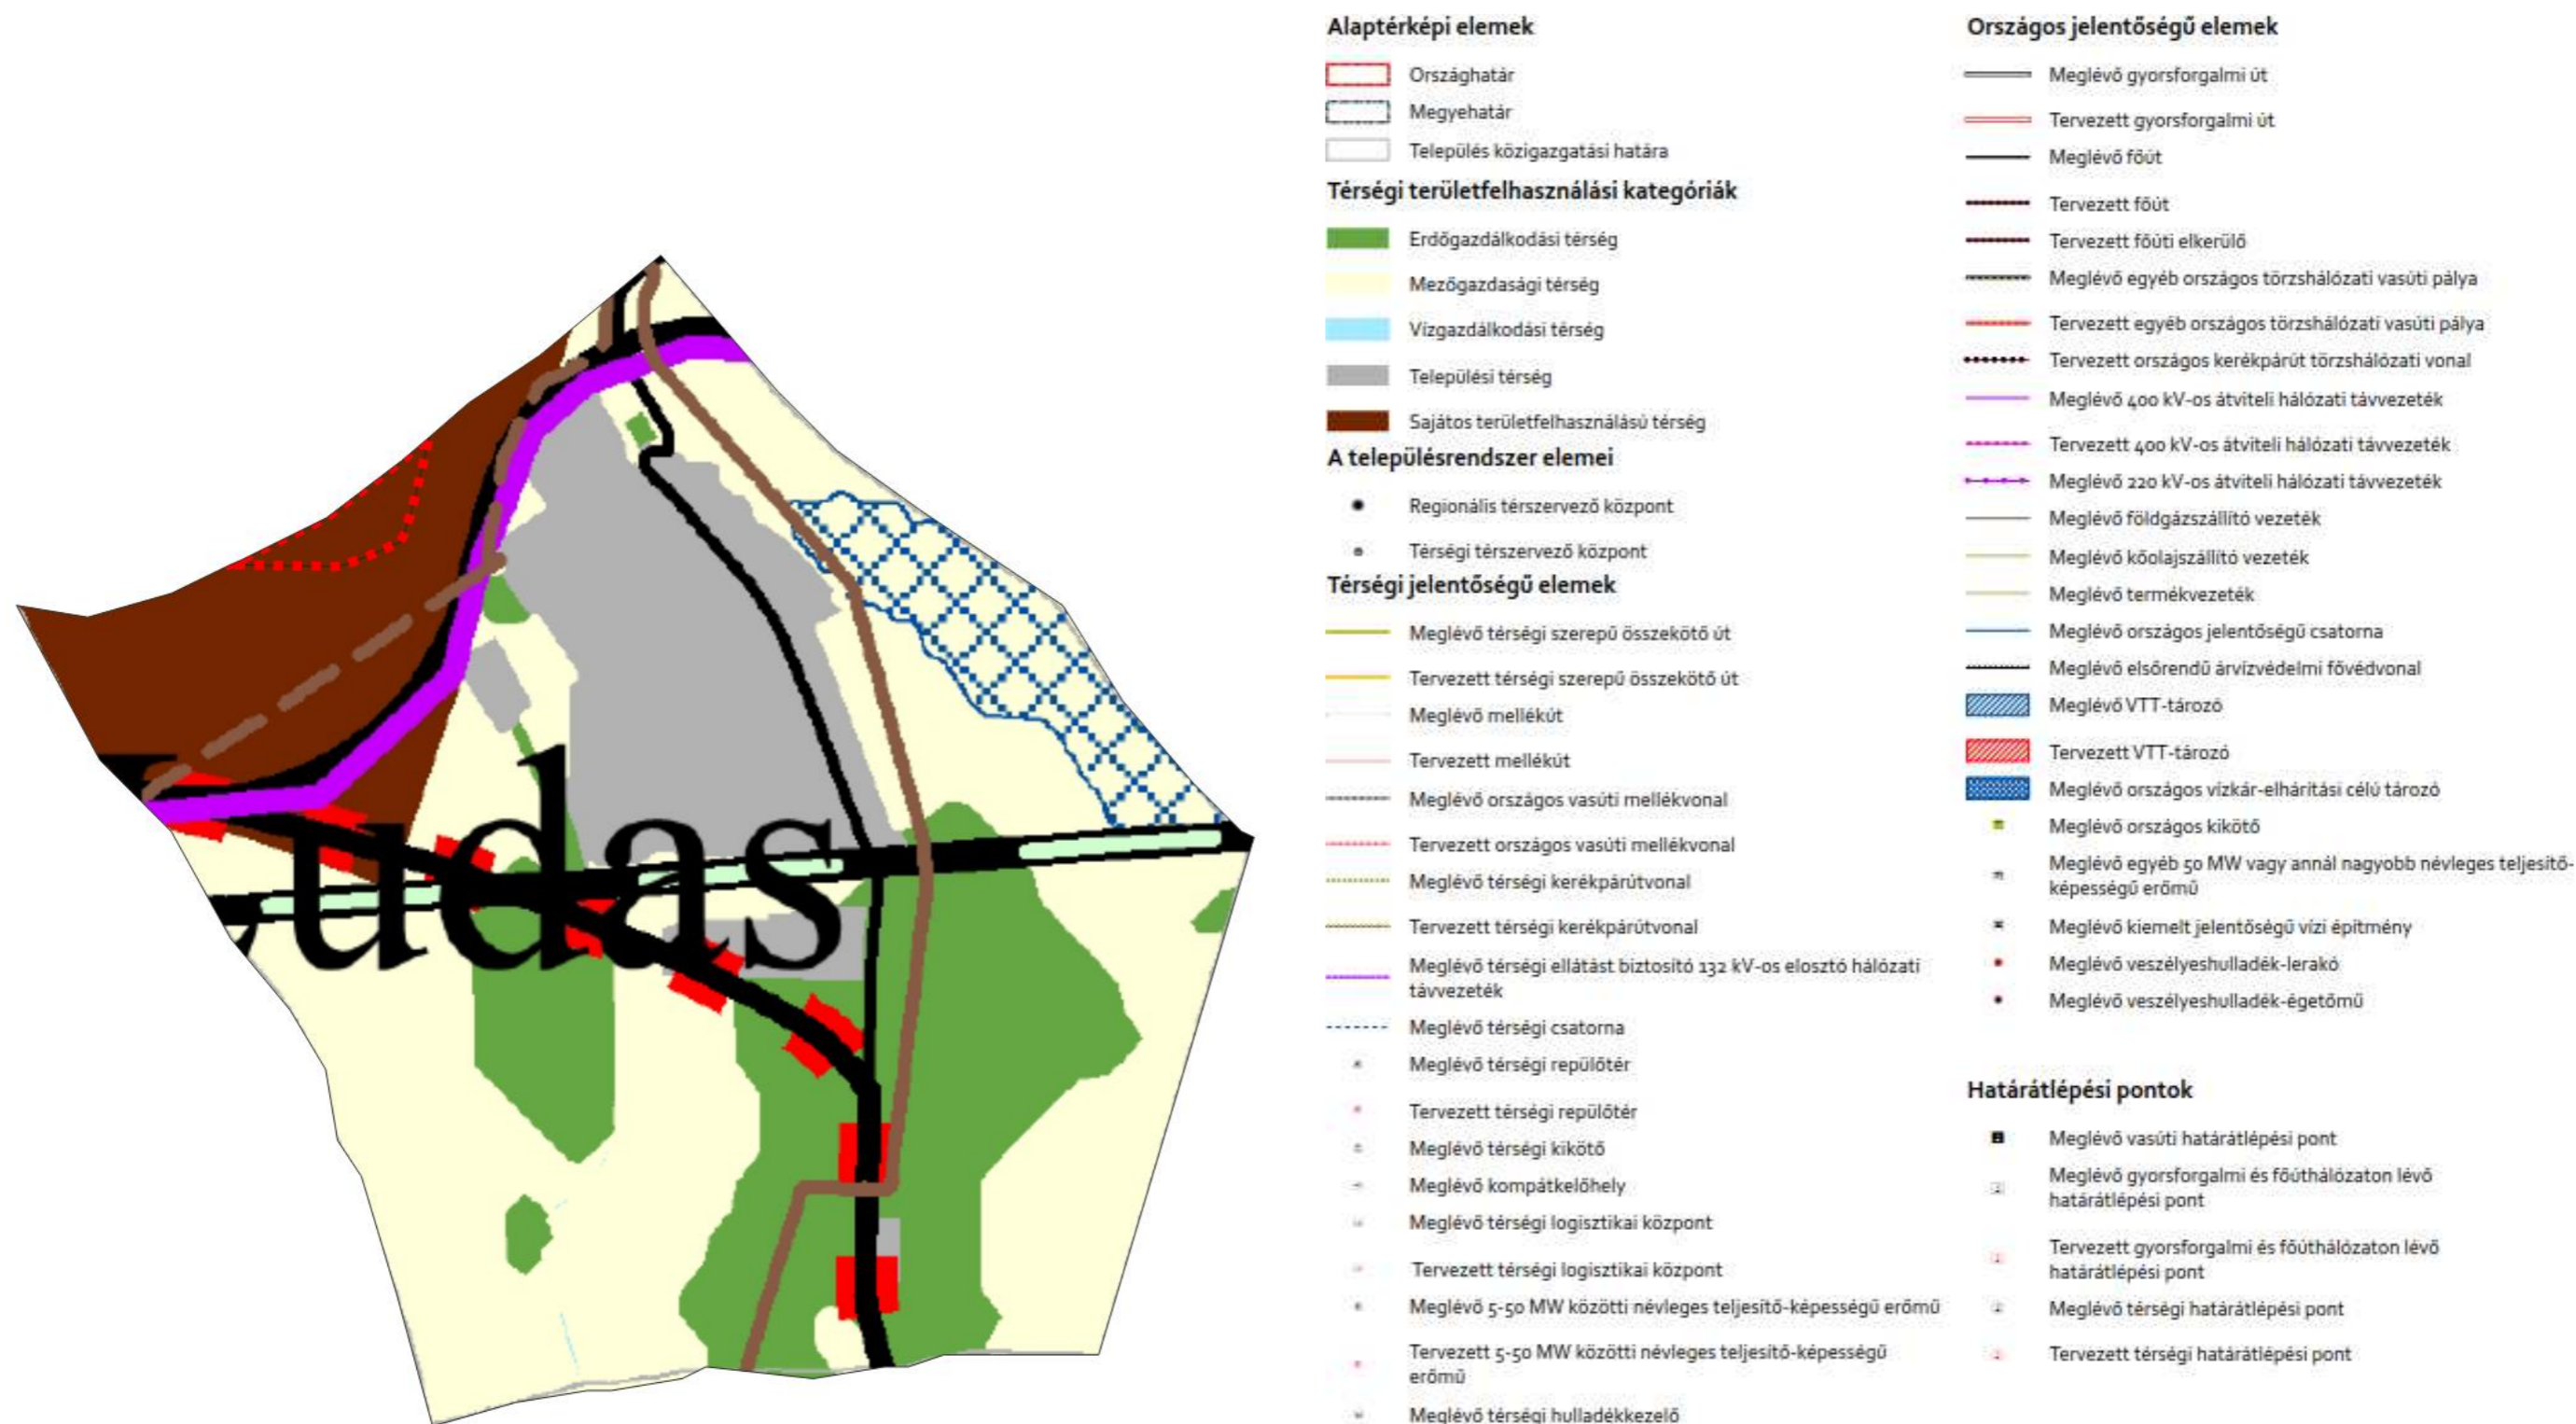 udas
Alaptérképi elemek
Országhatár
Megyehatár
Település közigazgatási határa
Térségi területfelhasználási kategóriák
Erdőgazdálkodási térség
Mezőgazdasági térség
Vízgazdálkodási térség
Települési térség
Sajátos területfelhasználású térség
A településrendszer elemei
Regionális térszervező központ
Térségi térszervező központ
Térségi jelentőségű elemek
Meglévő térségi szerepű összekötő út
Tervezett térségi szerepű összekötő út
Meglévő mellékút
Tervezett mellékút
Meglévő országos vasúti mellékvonal
Tervezett országos vasúti mellékvonal
Meglévő térségi kerékpárútvonal
Tervezett térségi kerékpárútvonal
Meglévő térségi ellátást biztosító 132 kV-os elosztó hálózati
távvezeték
Meglévő térségi csatorna
Meglévő térségi repülőtér
Tervezett térségi repülőtér
Meglévő térségi kikötő
Meglévő kompátkelőhely
Meglévő térségi logisztikai központ
Tervezett térségi logisztikai központ
Meglévő 5-50 MW közötti névleges teljesítő-képességű erőmű
Tervezett 5-50 MW közötti névleges teljesítő-képességű
erőmű
Meglévő térségi hulladékkezelő
Országos jelentőségű elemek
Meglévő gyorsforgalmi út
Tervezett gyorsforgalmi út
Meglévő főút
Tervezett főút
Tervezett főúti elkerülő
Meglévő egyéb országos törzshálózati vasúti pálya
Tervezett egyéb országos törzshálózati vasúti pálya
Tervezett országos kerékpárút törzshálózati vonal
Meglévő 400 kV-os átviteli hálózati távvezeték
Tervezett 400 kV-os átviteli hálózati távvezeték
Meglévő 220 kV-os átviteli hálózati távvezeték
Meglévő földgázszállító vezeték
Meglévő kőolajszállító vezeték
Meglévő termékvezeték
Meglévő országos jelentőségű csatorna
Meglévő elsőrendű árvízvédelmi fővédvonal
Meglévő VTT-tározó
Tervezett VTT-tározó
Meglévő országos vízkár-elhárítási célú tározó
Meglévő országos kikötő
Meglévő egyéb 50 MW vagy annál nagyobb névleges teljesítő-
képességű erőmű
Meglévő kiemelt jelentőségű vízi építmény
Meglévő veszélyeshulladék-lerakó
Meglévő veszélyeshulladék-égetőmű
Határátlépési pontok
Meglévő vasúti határátlépési pont
Meglévő gyorsforgalmi és főúthálózaton lévő
határátlépési pont
Tervezett gyorsforgalmi és főúthálózaton lévő
határátlépési pont
Meglévő térségi határátlépési pont
Tervezett térségi határátlépési pont